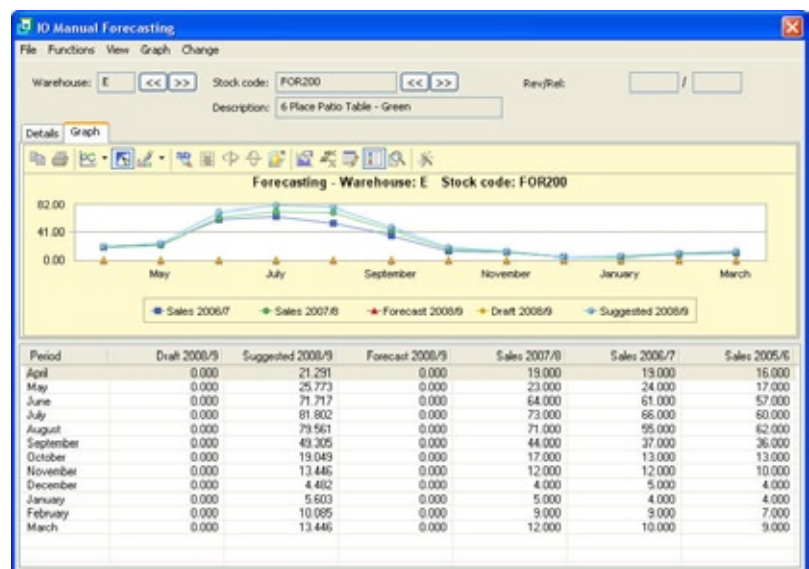 IO Manual Forecasting
File Functions View Graph Change
Warehouse: E << >> Stock code: FOR200 << >> Rev/Rel: /
Description: 6 Place Patio Table - Green
Details Graph
Forecasting - Warehouse: E Stock code: FOR200
82.00
41.00
0.00
May July September November January March
Sales 2006/7 Sales 2007/8 Forecast 2008/9 Draft 2008/9 Suggested 2008/9
Period Draft 2008/9 Suggested 2008/9 Forecast 2008/9 Sales 2007/8 Sales 2006/7 Sales 2005/6
April 0.000 21.291 0.000 19.000 19.000 16.000
May 0.000 25.773 0.000 23.000 24.000 17.000
June 0.000 71.717 0.000 64.000 61.000 57.000
July 0.000 81.802 0.000 73.000 66.000 60.000
August 0.000 79.561 0.000 71.000 55.000 62.000
September 0.000 49.305 0.000 44.000 37.000 36.000
October 0.000 19.049 0.000 17.000 13.000 13.000
November 0.000 13.446 0.000 12.000 12.000 10.000
December 0.000 4.482 0.000 4.000 5.000 4.000
January 0.000 5.603 0.000 5.000 4.000 4.000
February 0.000 10.085 0.000 9.000 9.000 7.000
March 0.000 13.446 0.000 12.000 10.000 9.000